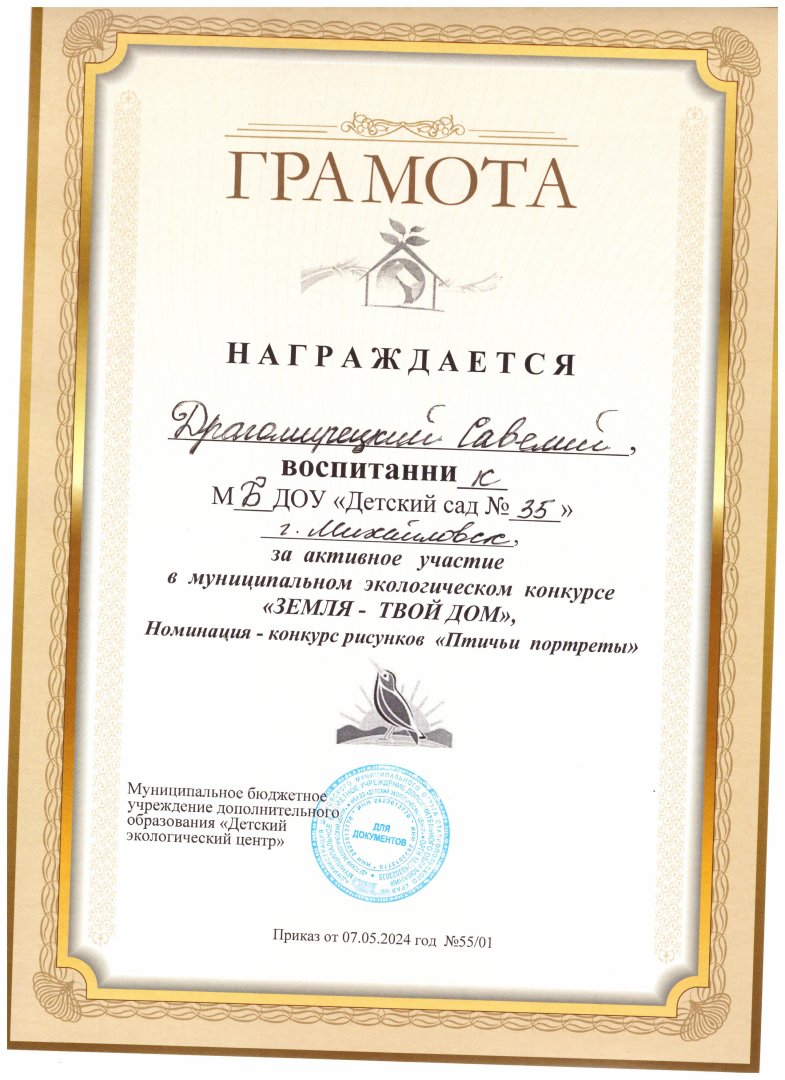 ГРАМОТА
НАГРАЖДАЕТСЯ
Драгомирецкий Савелий,
воспитанник
МБДОУ «Детский сад № 35»
г. Михайловск,
за активное участие
в муниципальном экологическом конкурсе
«ЗЕМЛЯ - ТВОЙ ДОМ»,
Номинация - конкурс рисунков «Птичьи портреты»
Муниципальное бюджетное
учреждение дополнительного
образования «Детский
экологический центр»
ДЛЯ
ДОКУМЕНТОВ
Приказ от 07.05.2024 год №55/01